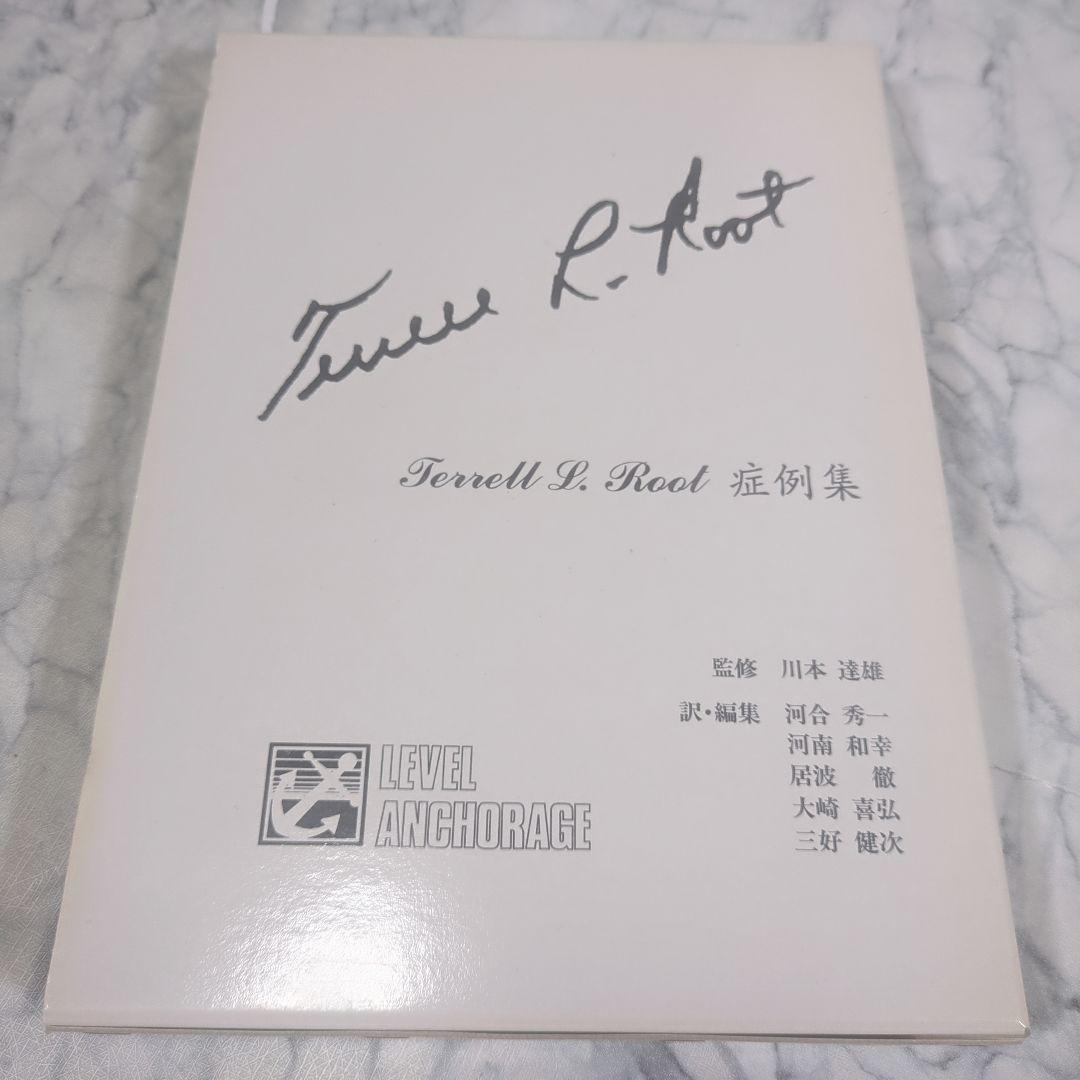 Terrell L. Root
Terrell L. Root 症例集
監修 川本 達雄
訳・編集 河合 秀一
河南 和幸
居波 徹
大崎 喜弘
三好 健次
LEVEL
ANCHORAGE